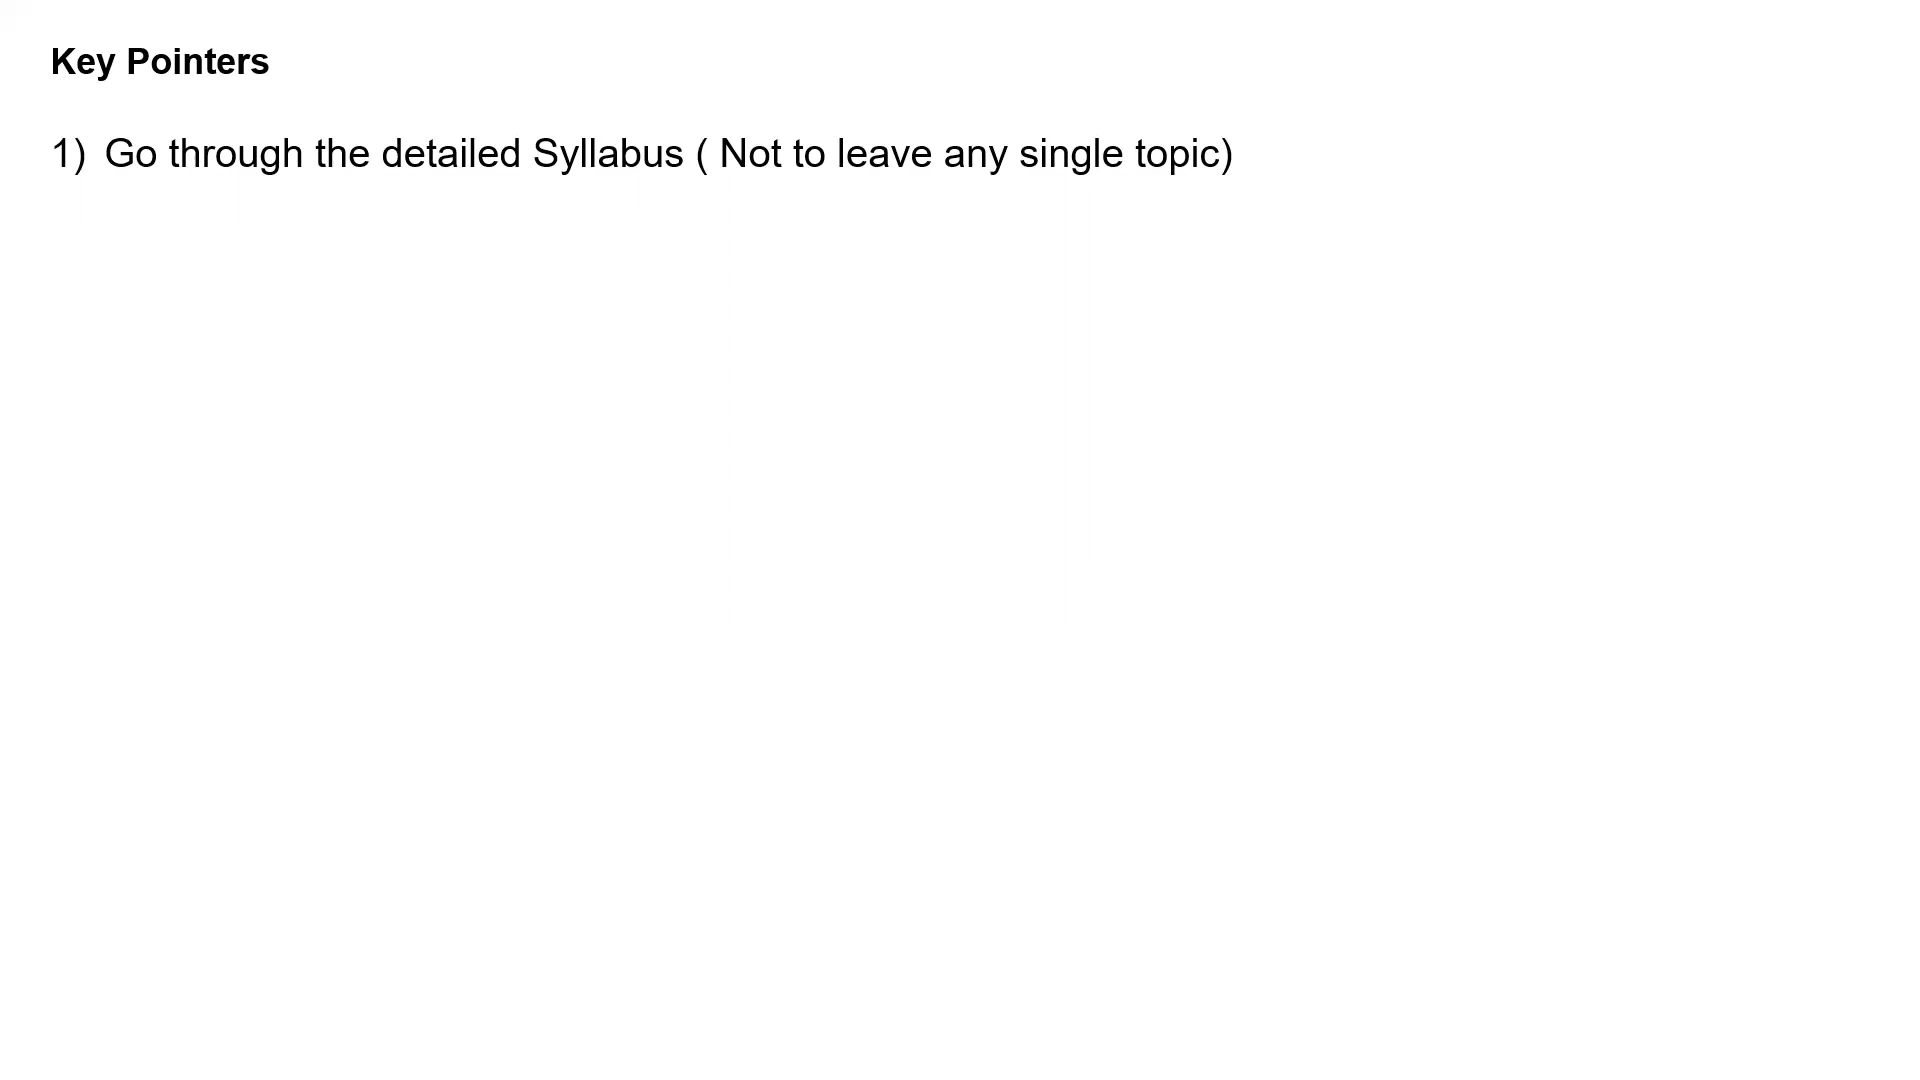 Key Pointers
1) Go through the detailed Syllabus ( Not to leave any single topic)